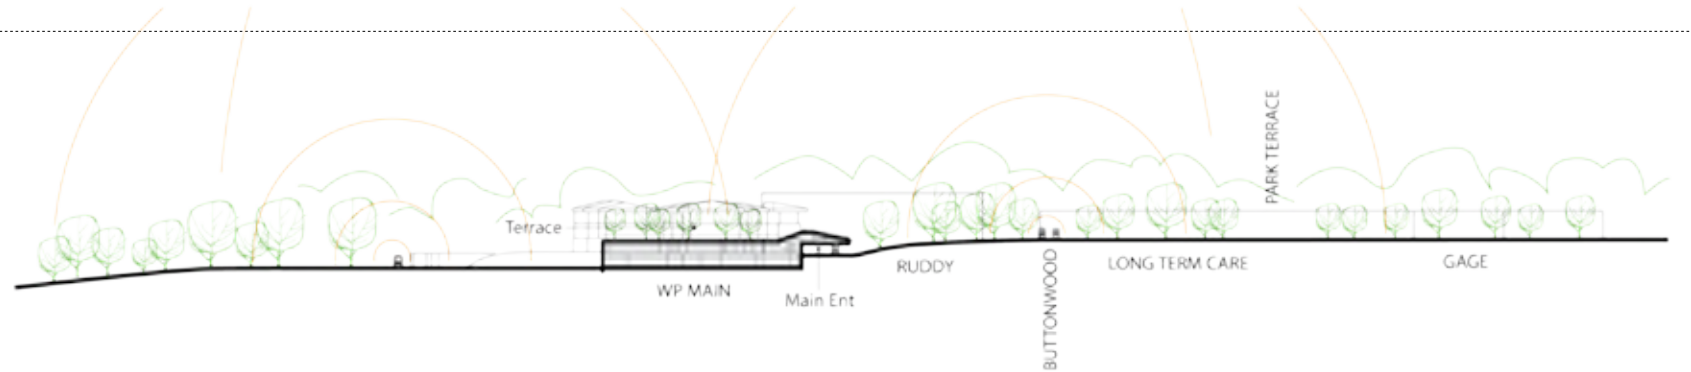 PARK TERRACE
Terrace
WP MAIN
Main Ent
RUDDY
BUTTONWOOD
LONG TERM CARE
GAGE